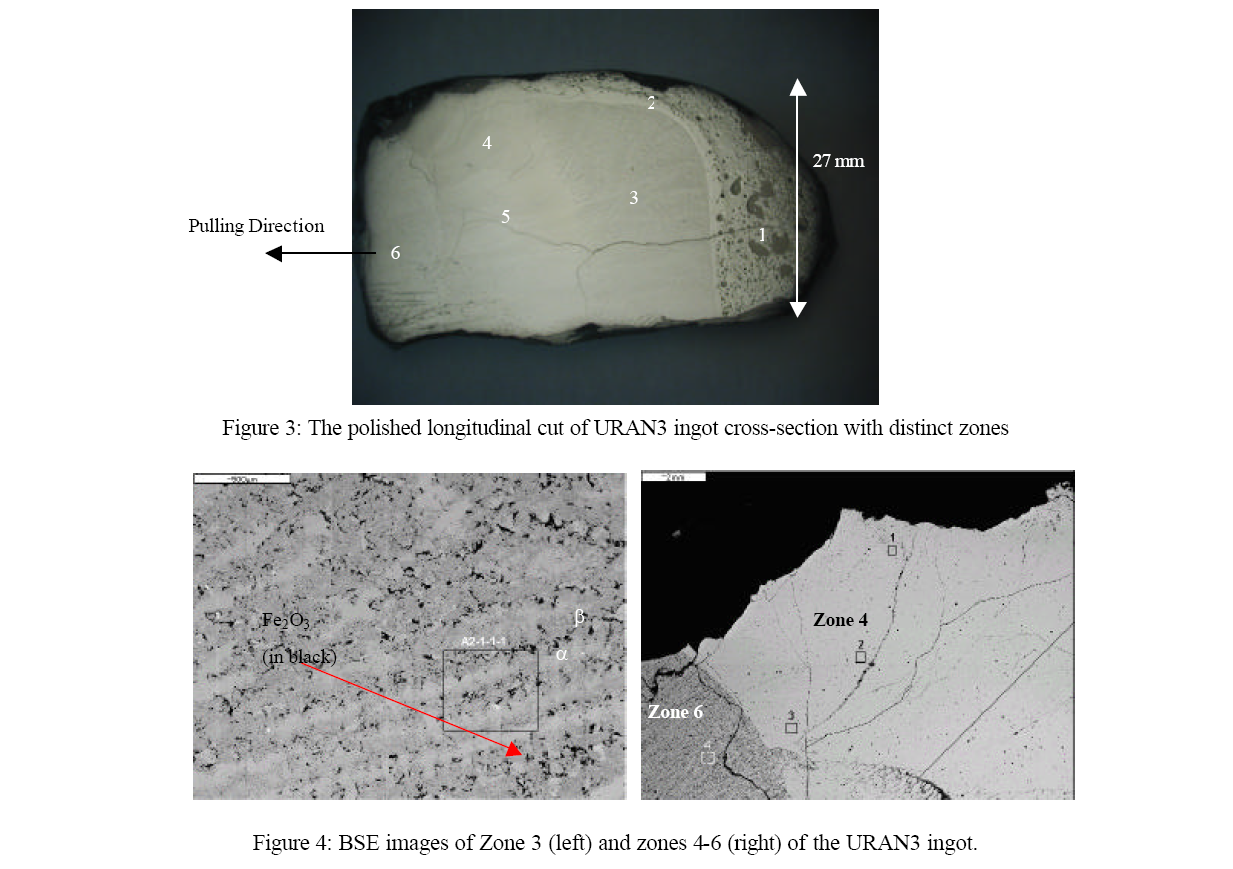 2
4
27 mm
3
5
Pulling Direction
1
6
Figure 3: The polished longitudinal cut of URAN3 ingot cross-section with distinct zones
~500µm
~2mm
1
β
Fe₂O₃
Zone 4
A2-1-1-1
(in black)
α
2
Zone 6
3
4
Figure 4: BSE images of Zone 3 (left) and zones 4-6 (right) of the URAN3 ingot.